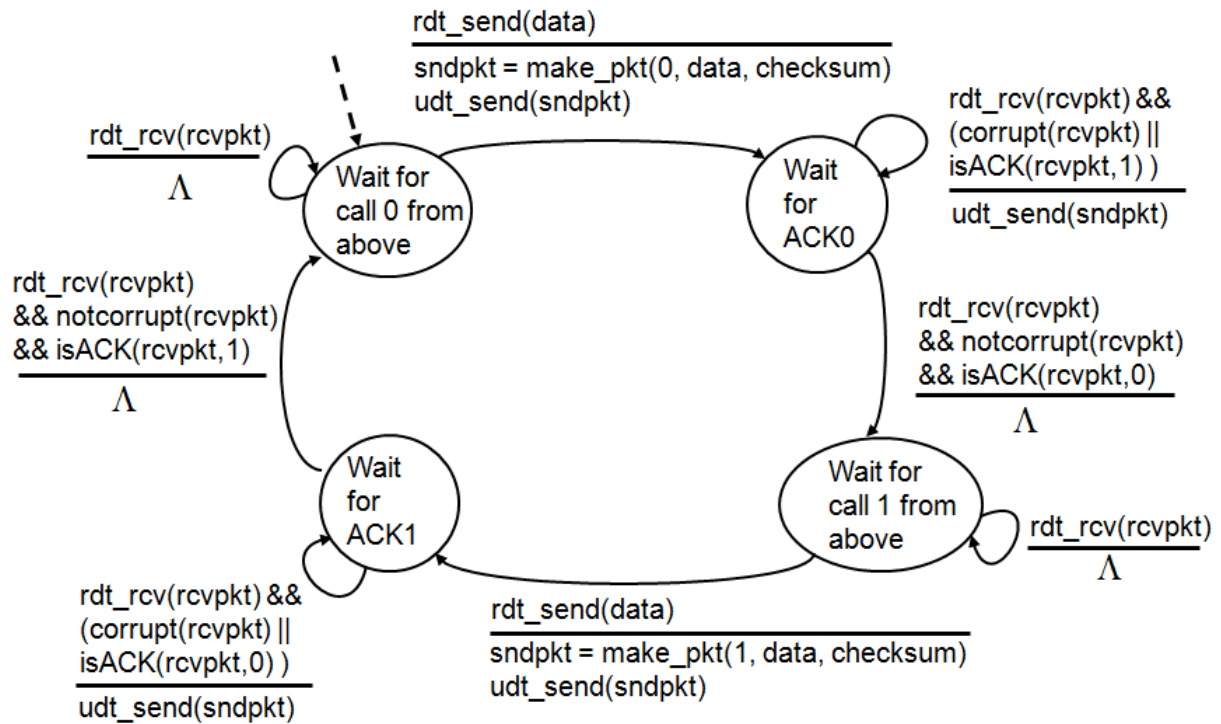 rdt_send(data)
sndpkt = make_pkt(0, data, checksum)
udt_send(sndpkt)
rdt_rcv(rcvpkt)
Λ
Wait for
call 0 from
above
Wait
for
ACK0
rdt_rcv(rcvpkt) &&
(corrupt(rcvpkt) ||
isACK(rcvpkt,1) )
udt_send(sndpkt)
rdt_rcv(rcvpkt)
&& notcorrupt(rcvpkt)
&& isACK(rcvpkt,1)
Λ
rdt_rcv(rcvpkt)
&& notcorrupt(rcvpkt)
&& isACK(rcvpkt,0)
Λ
Wait
for
ACK1
Wait for
call 1 from
above
rdt_rcv(rcvpkt)
Λ
rdt_rcv(rcvpkt) &&
(corrupt(rcvpkt) ||
isACK(rcvpkt,0) )
udt_send(sndpkt)
rdt_send(data)
sndpkt = make_pkt(1, data, checksum)
udt_send(sndpkt)